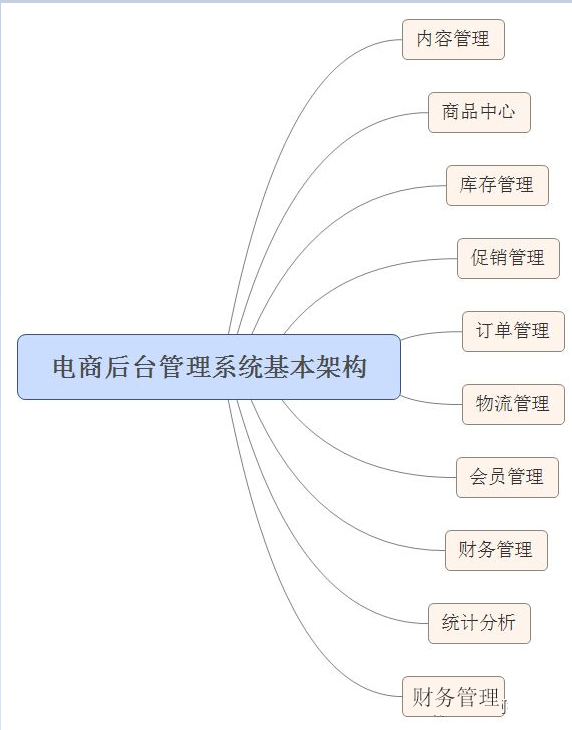 内容管理
商品中心
库存管理
促销管理
订单管理
电商后台管理系统基本架构
物流管理
会员管理
财务管理
统计分析
财务管理